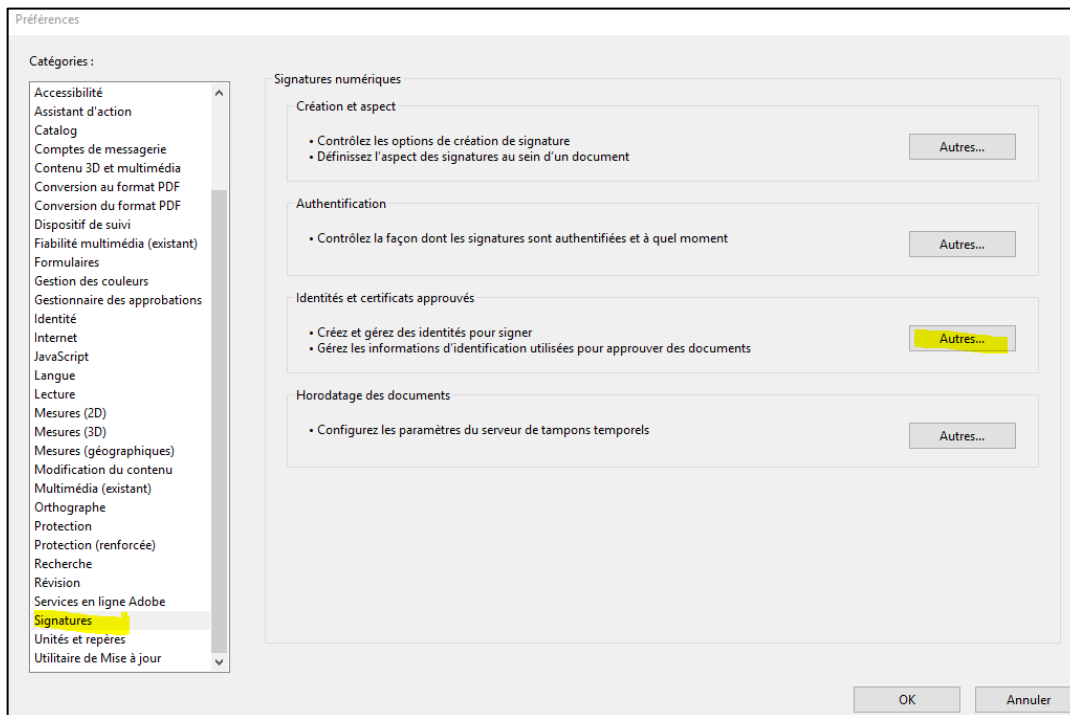 Préférences
Catégories :
Accessibilité
Assistant d'action
Catalog
Comptes de messagerie
Contenu 3D et multimédia
Conversion au format PDF
Conversion du format PDF
Dispositif de suivi
Fiabilité multimédia (existant)
Formulaires
Gestion des couleurs
Gestionnaire des approbations
Identité
Internet
JavaScript
Langue
Lecture
Mesures (2D)
Mesures (3D)
Mesures (géographiques)
Modification du contenu
Multimédia (existant)
Orthographe
Protection
Protection (renforcée)
Recherche
Révision
Services en ligne Adobe
Signatures
Unités et repères
Utilitaire de Mise à jour
Signatures numériques
Création et aspect
• Contrôlez les options de création de signature
• Définissez l'aspect des signatures au sein d'un document
Autres...
Authentification
• Contrôlez la façon dont les signatures sont authentifiées et à quel moment
Autres...
Identités et certificats approuvés
• Créez et gérez des identités pour signer
• Gérez les informations d'identification utilisées pour approuver des documents
Autres...
Horodatage des documents
• Configurez les paramètres du serveur de tampons temporels
Autres...
OK
Annuler